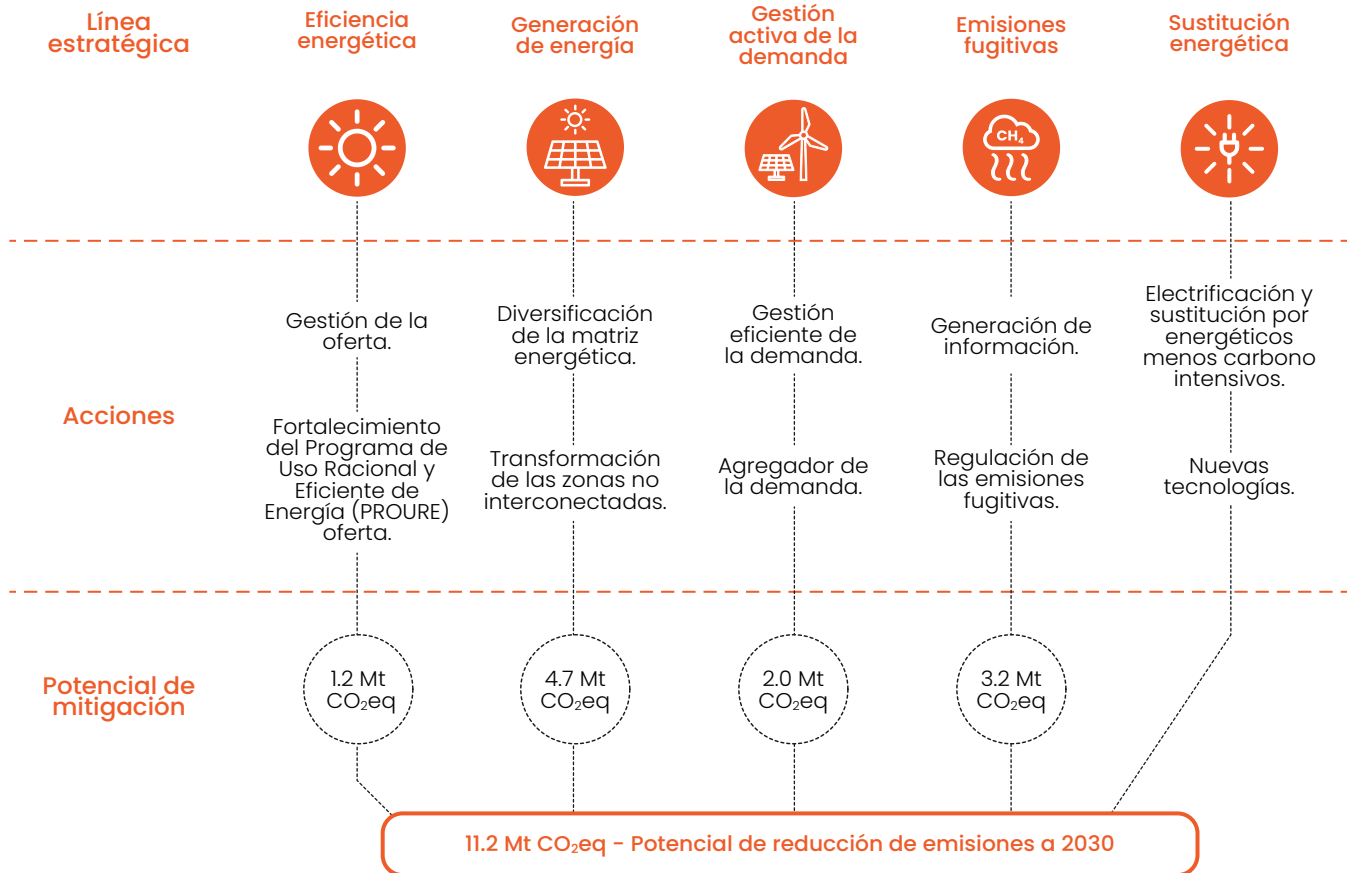 Línea
estratégica
Eficiencia
energética
Generación
de energía
Gestión
activa de la
demanda
Emisiones
fugitivas
Sustitución
energética
CH₄
Acciones
Gestión de la
oferta.
Fortalecimiento
del Programa de
Uso Racional y
Eficiente de
Energía (PROURE)
oferta.
Diversificación
de la matriz
energética.
Transformación
de las zonas no
interconectadas.
Gestión
eficiente de
la demanda.
Agregador de
la demanda.
Generación de
información.
Regulación de
las emisiones
fugitivas.
Electrificación y
sustitución por
energéticos
menos carbono
intensivos.
Nuevas
tecnologías.
Potencial de
mitigación
1.2 Mt
CO₂eq
4.7 Mt
CO₂eq
2.0 Mt
CO₂eq
3.2 Mt
CO₂eq
11.2 Mt CO₂eq - Potencial de reducción de emisiones a 2030